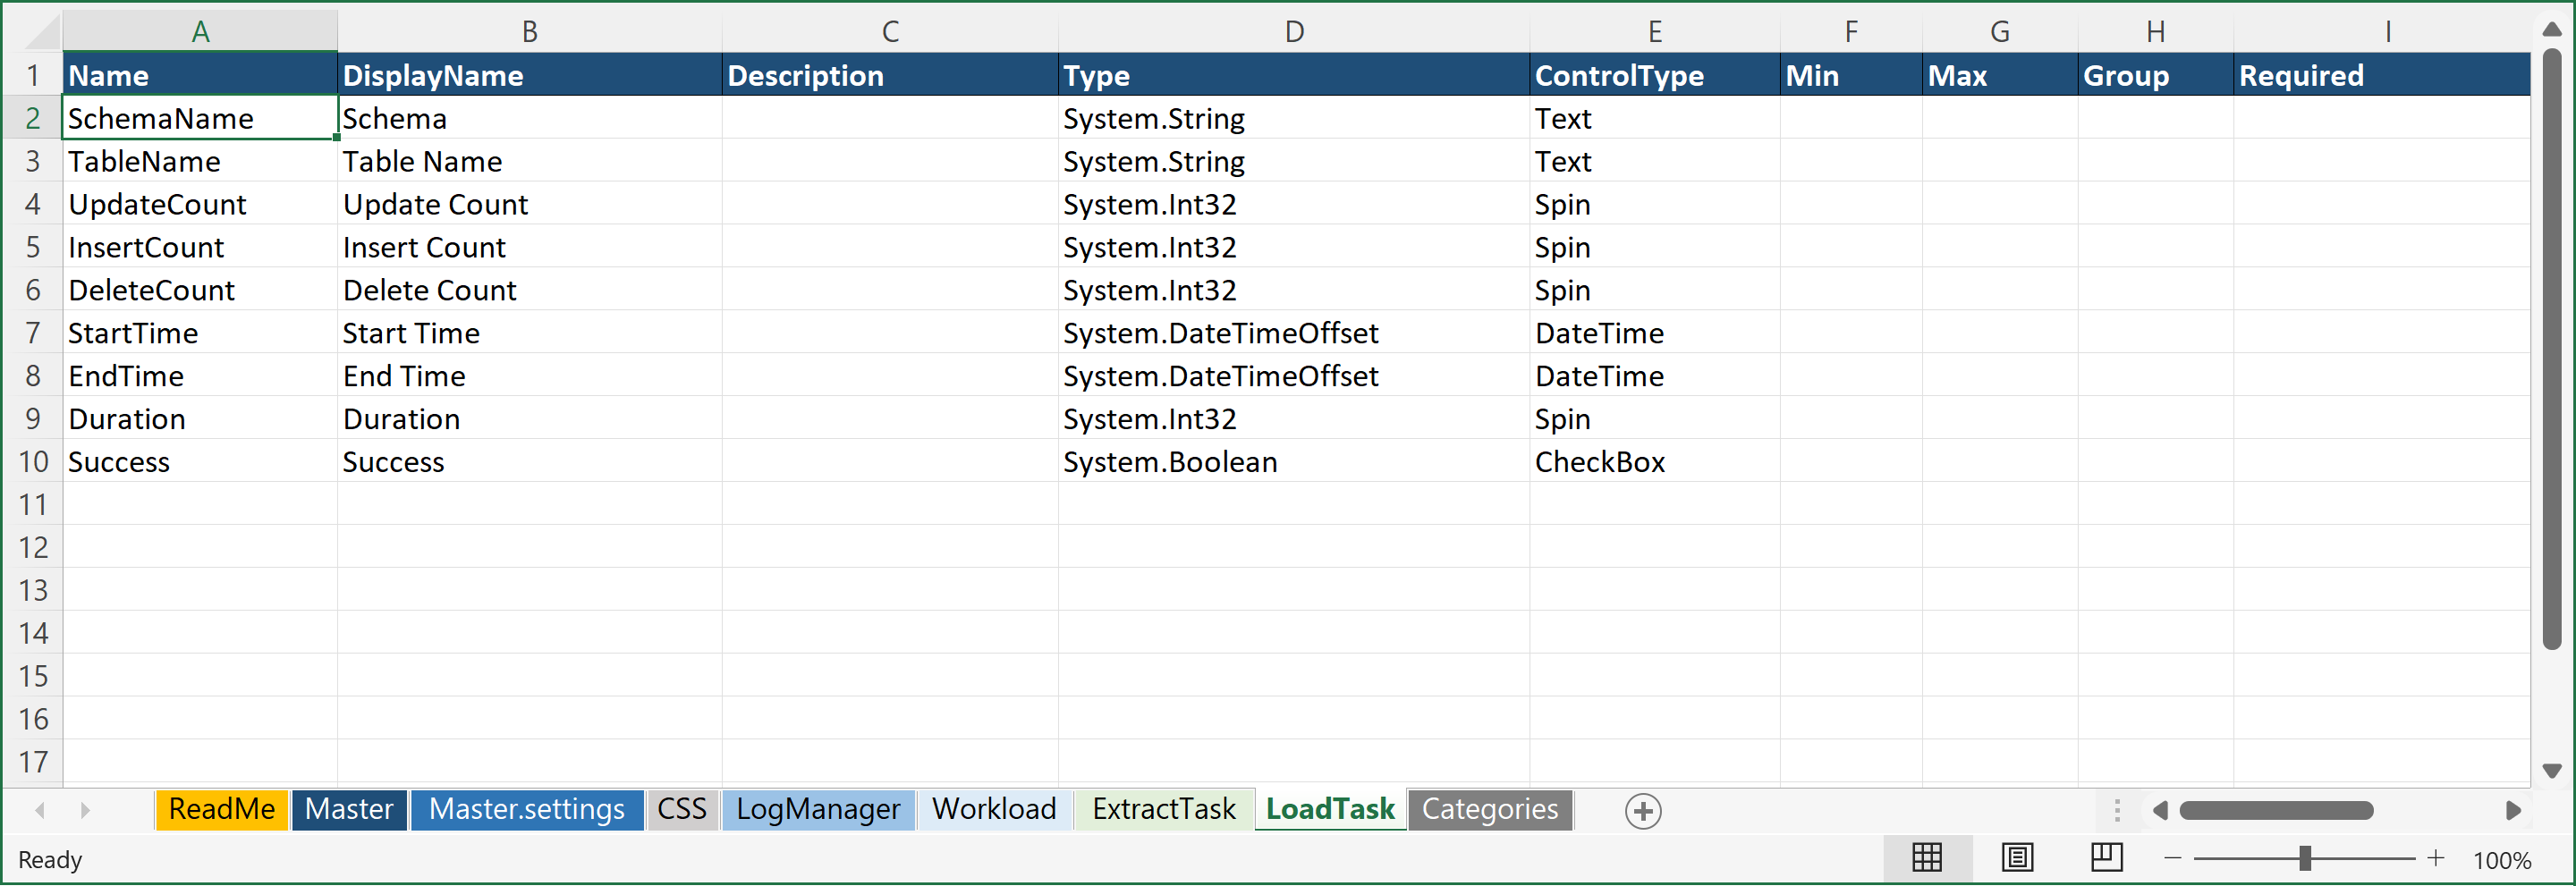 A B C D E F G H I
1 Name DisplayName Description Type ControlType Min Max Group Required
2 SchemaName Schema System.String Text
3 TableName Table Name System.String Text
4 UpdateCount Update Count System.Int32 Spin
5 InsertCount Insert Count System.Int32 Spin
6 DeleteCount Delete Count System.Int32 Spin
7 StartTime Start Time System.DateTimeOffset DateTime
8 EndTime End Time System.DateTimeOffset DateTime
9 Duration Duration System.Int32 Spin
10 Success Success System.Boolean CheckBox
11
12
13
14
15
16
17
ReadMe Master Master.settings CSS LogManager Workload ExtractTask LoadTask Categories
Ready 100%